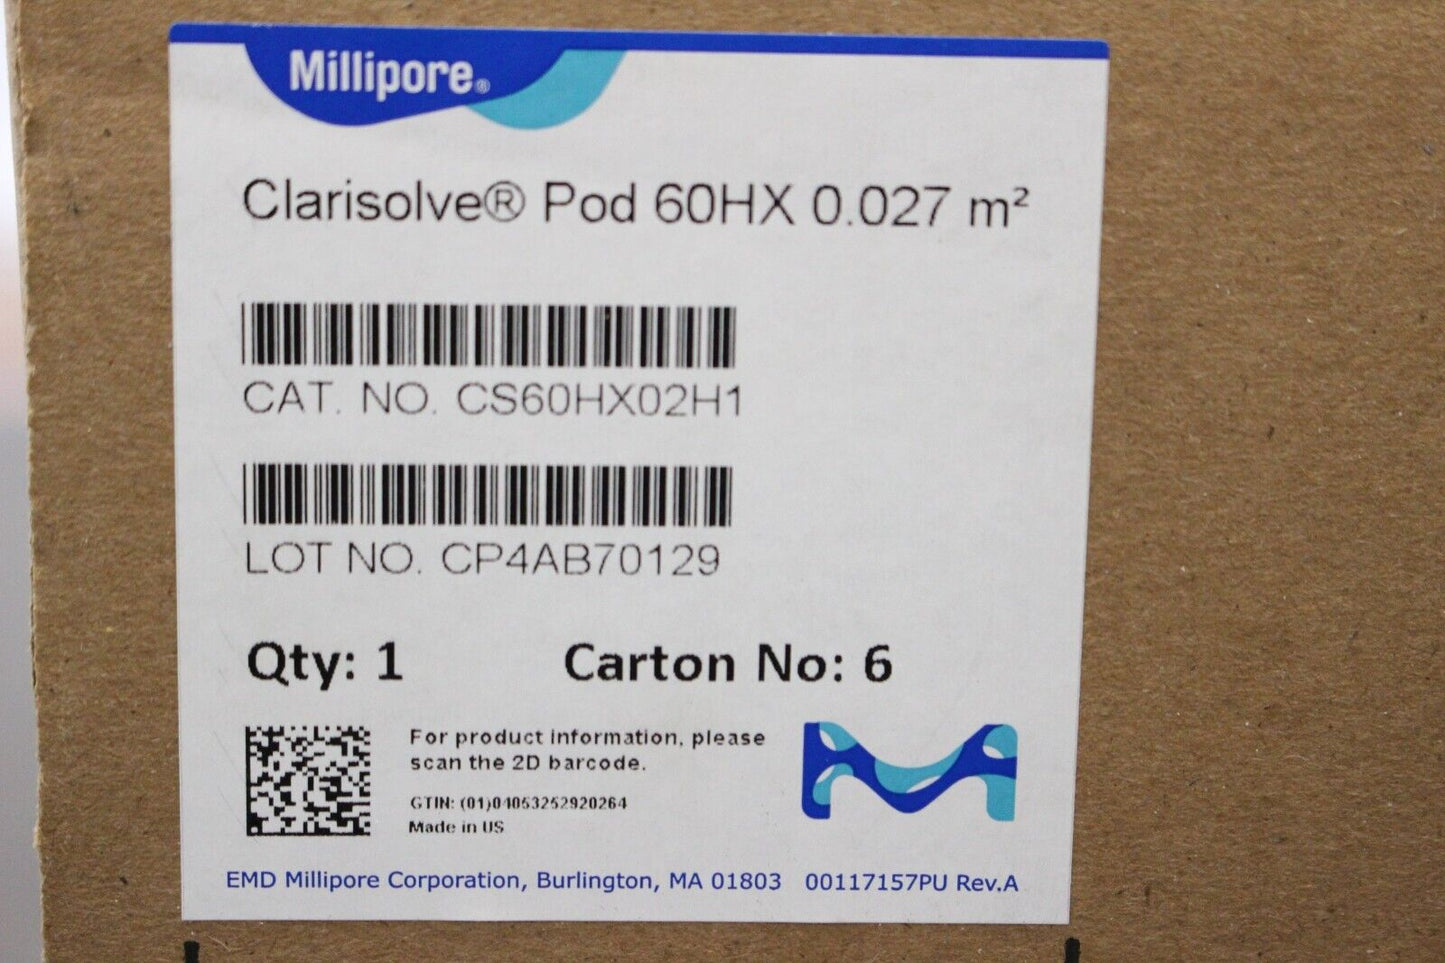 Millipore®
Clarisolve® Pod 60HX 0.027 m²
CAT. NO. CS60HX02H1
LOT NO. CP4AB70129
Qty: 1 Carton No: 6
For product information, please
scan the 2D barcode.
GTIN: (01)04053252920264
Made in US
EMD Millipore Corporation, Burlington, MA 01803 00117157PU Rev.A